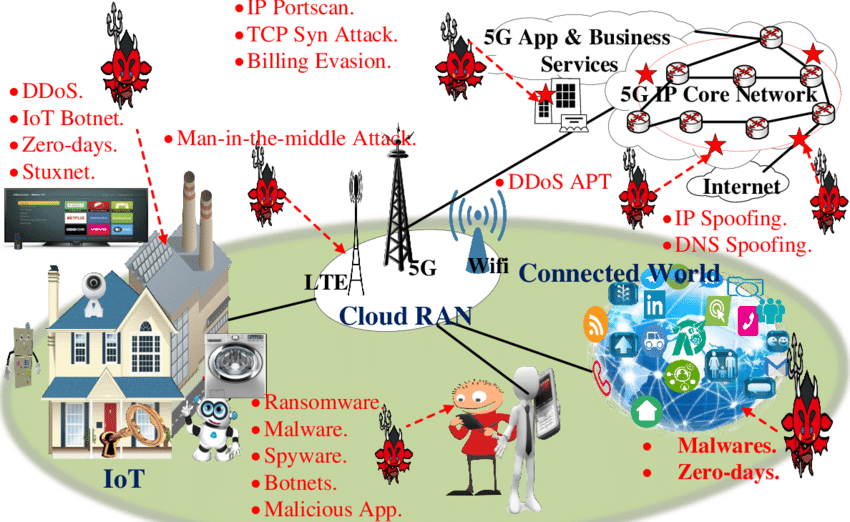 • IP Portscan.
• TCP Syn Attack.
• Billing Evasion.
5G App & Business
Services
5G IP Core Network
• DDoS.
• IoT Botnet.
• Zero-days.
• Stuxnet.
• Man-in-the-middle Attack.
• DDoS APT
Internet
• IP Spoofing.
• DNS Spoofing.
LTE
5G
Wifi
Cloud RAN
Connected World
in
• Ransomware.
• Malware.
• Spyware.
• Botnets.
• Malicious App.
• Malwares.
• Zero-days.
IoT